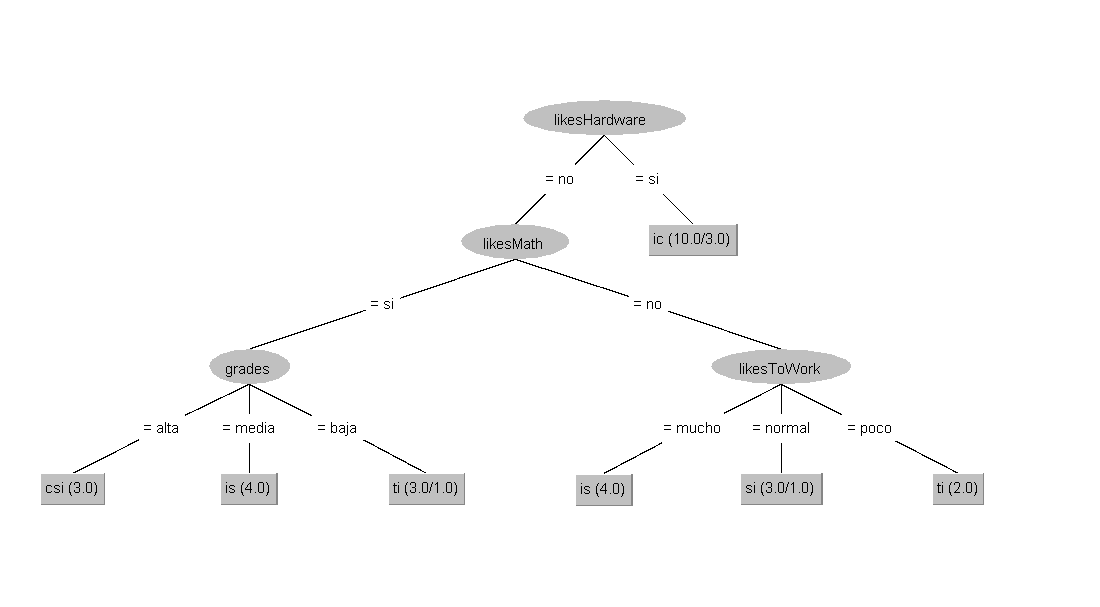 likesHardware
= no
= si
likesMath
ic (10.0/3.0)
= si
= no
grades
likesToWork
= alta
= media
= baja
= mucho
= normal
= poco
csi (3.0)
is (4.0)
ti (3.0/1.0)
is (4.0)
si (3.0/1.0)
ti (2.0)